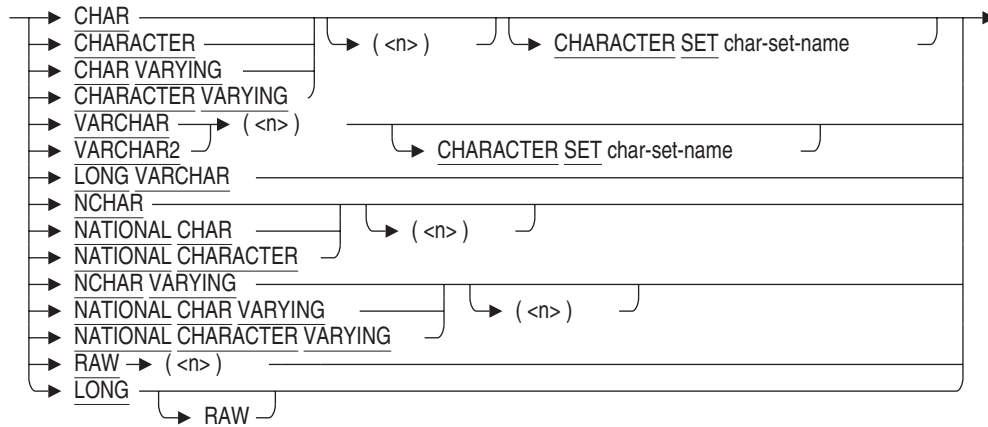 CHAR ( <n> ) CHARACTER SET char-set-name
CHARACTER
CHAR VARYING
CHARACTER VARYING
VARCHAR ( <n> )
VARCHAR2 CHARACTER SET char-set-name
LONG VARCHAR
NCHAR
NATIONAL CHAR ( <n> )
NATIONAL CHARACTER
NCHAR VARYING
NATIONAL CHAR VARYING ( <n> )
NATIONAL CHARACTER VARYING
RAW ( <n> )
LONG
RAW